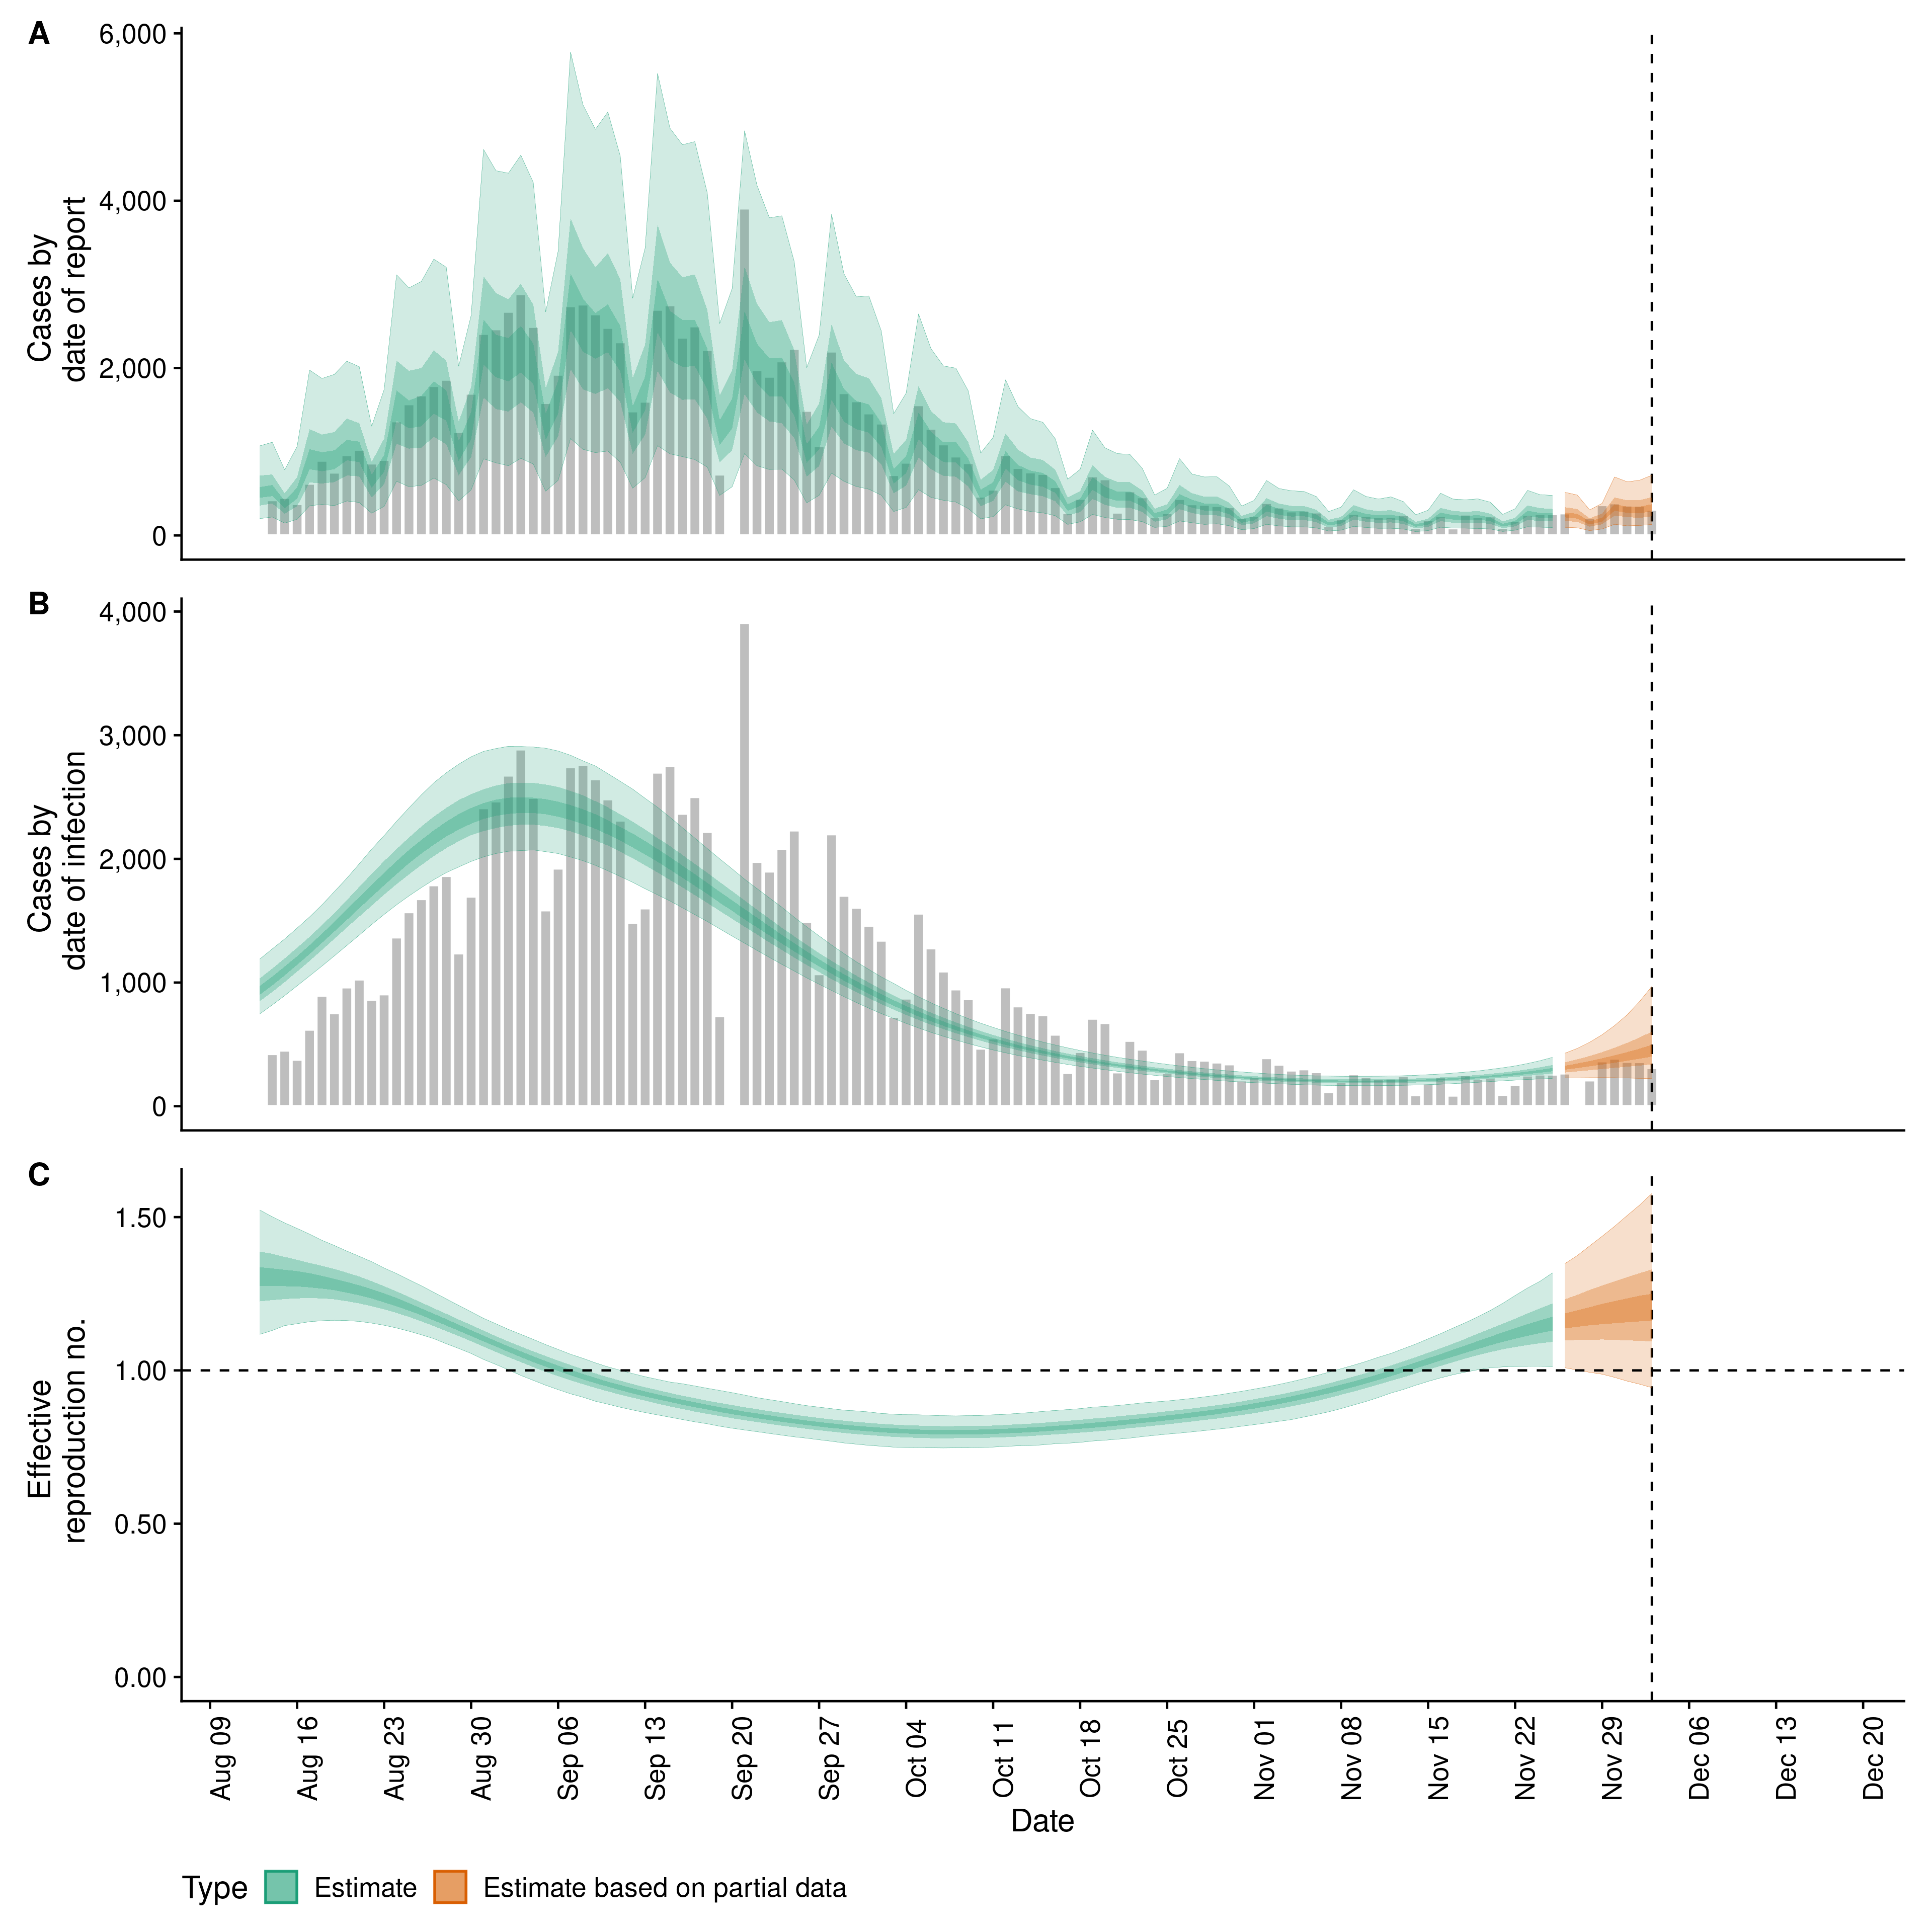 A
6,000
4,000
2,000
0
Cases by
date of report
B
4,000
3,000
2,000
1,000
0
Cases by
date of infection
C
1.50
1.00
0.50
0.00
Effective
reproduction no.
Aug 09
Aug 16
Aug 23
Aug 30
Sep 06
Sep 13
Sep 20
Sep 27
Oct 04
Oct 11
Oct 18
Oct 25
Nov 01
Nov 08
Nov 15
Nov 22
Nov 29
Dec 06
Dec 13
Dec 20
Date
Type Estimate Estimate based on partial data